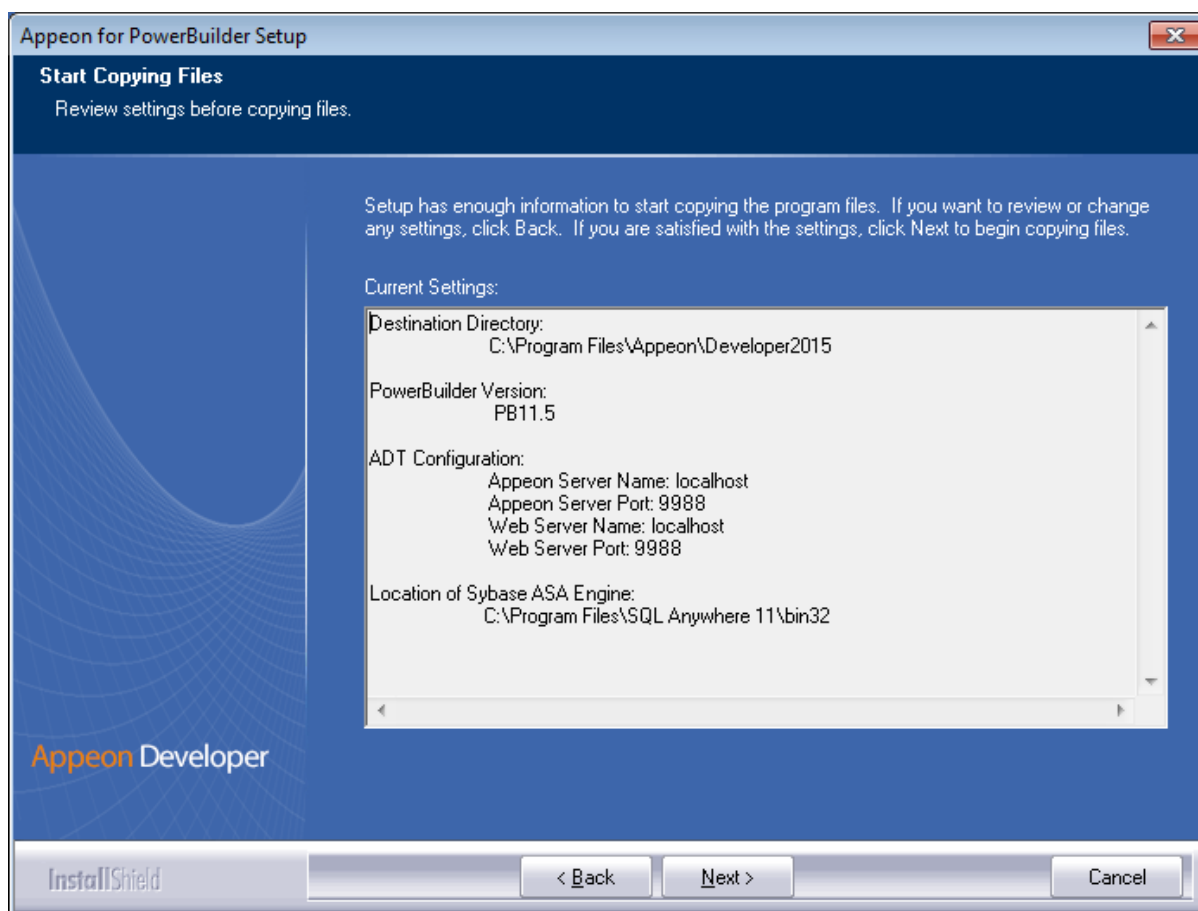 Appeon for PowerBuilder Setup
Start Copying Files
Review settings before copying files.
Setup has enough information to start copying the program files. If you want to review or change
any settings, click Back. If you are satisfied with the settings, click Next to begin copying files.
Current Settings:
Destination Directory:
C:\Program Files\Appeon\Developer2015
PowerBuilder Version:
PB11.5
ADT Configuration:
Appeon Server Name: localhost
Appeon Server Port: 9988
Web Server Name: localhost
Web Server Port: 9988
Location of Sybase ASA Engine:
C:\Program Files\SQL Anywhere 11\bin32
Appeon Developer
InstallShield
< Back
Next >
Cancel